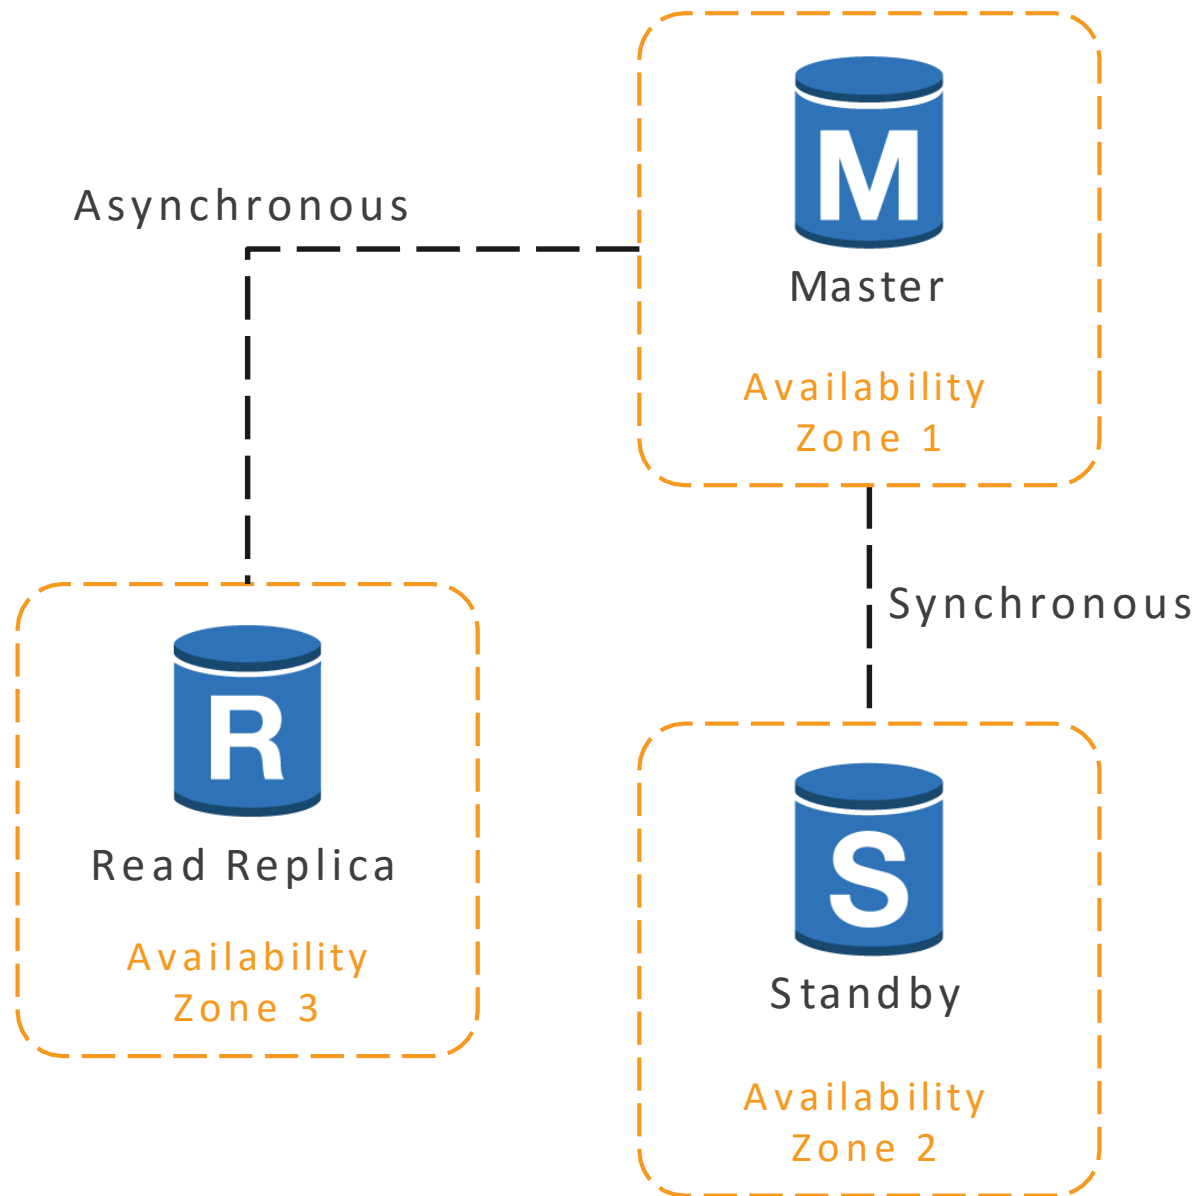 M
Master
Availability
Zone 1
Asynchronous
Synchronous
R
Read Replica
Availability
Zone 3
S
Standby
Availability
Zone 2